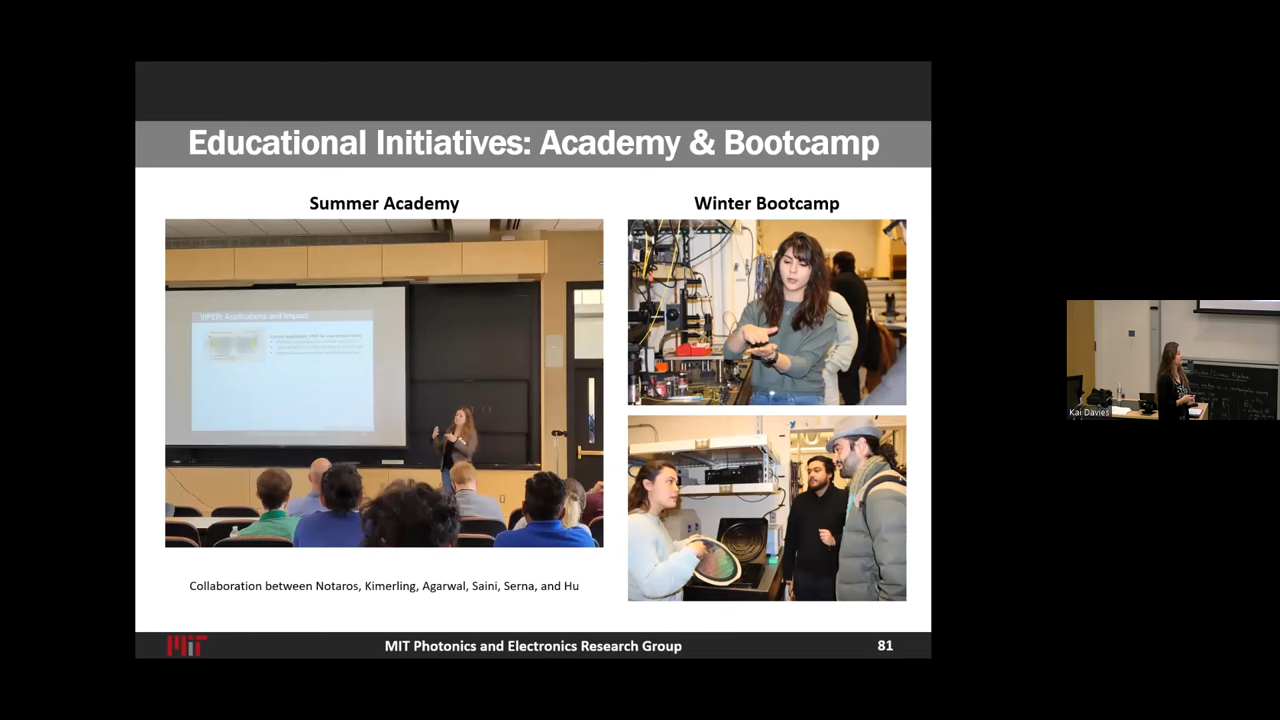 Educational Initiatives: Academy & Bootcamp
Summer Academy
Winter Bootcamp
VIPER: Applications and Impact
Collaboration between Notaros, Kimerling, Agarwal, Saini, Serna, and Hu
MIT
MIT Photonics and Electronics Research Group
81
Kai Davies